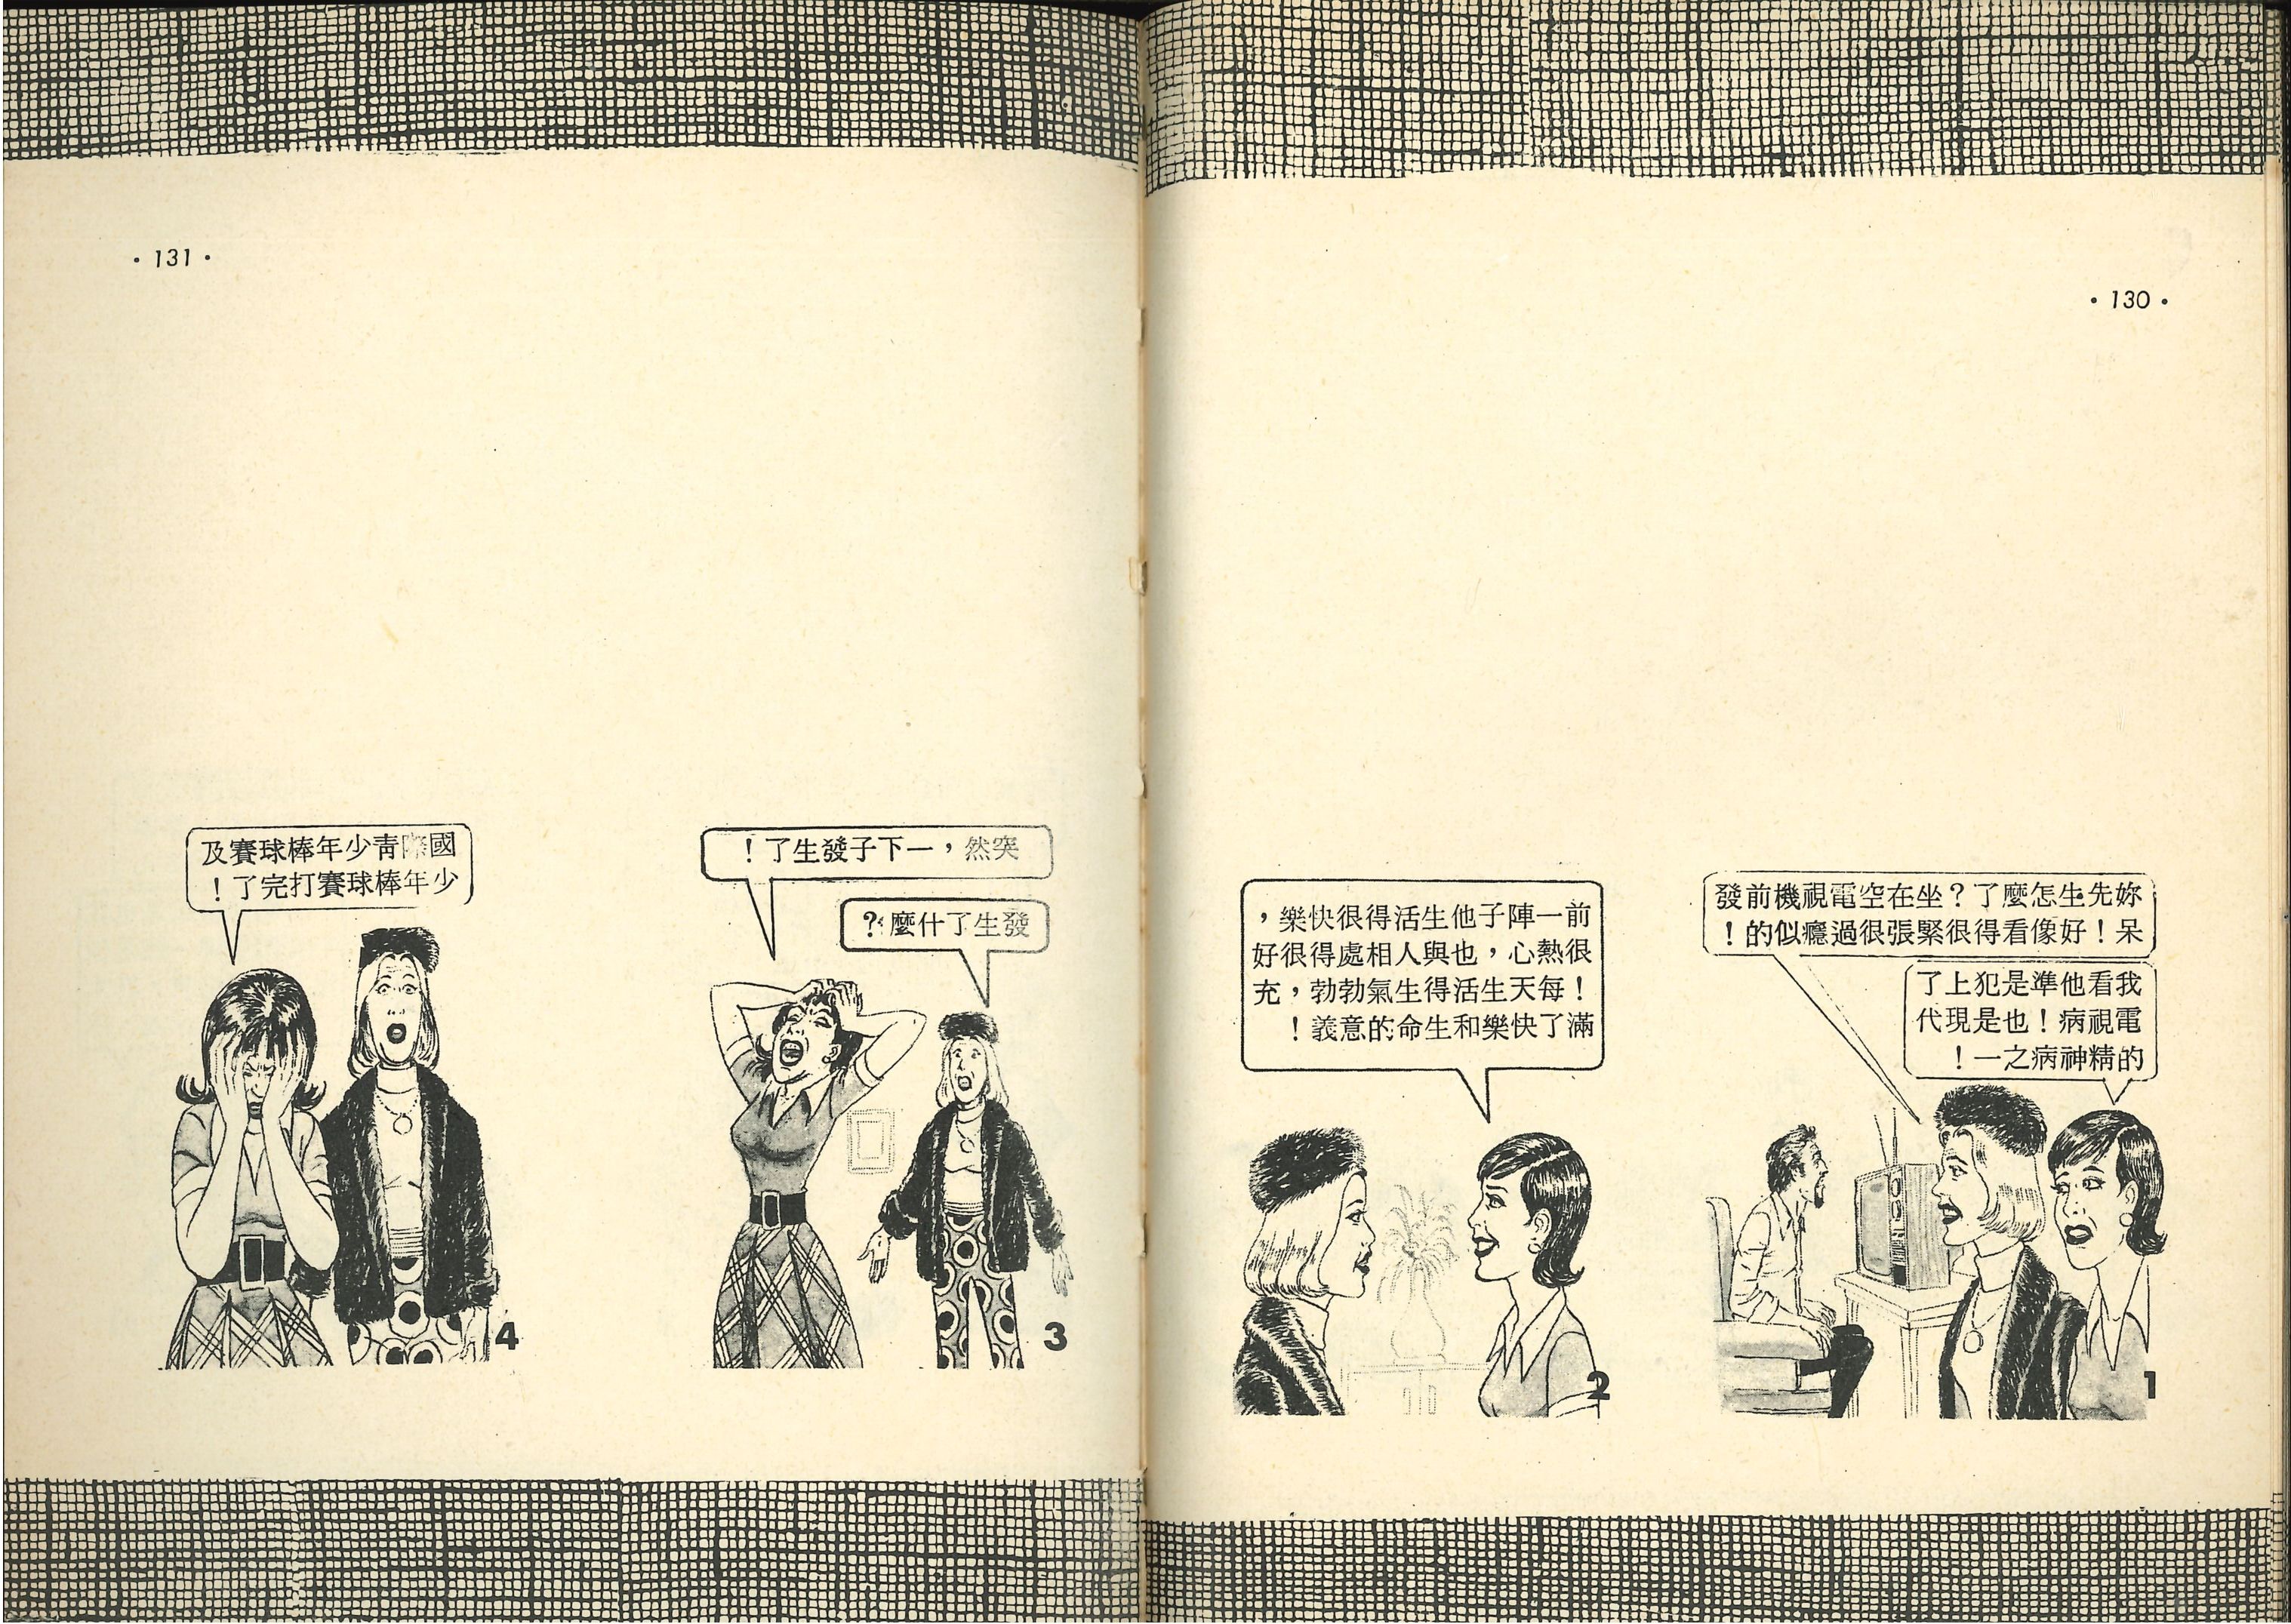 • 130 •
妳先生怎麼了？坐在空電視機前發
呆！好像看得很緊張很過癮似的！
我看他準是犯上了
電視病！也是現代
的精神病之一！
1
前一陣子他生活得很快樂，
很熱心，也與人相處得很好
！每天生活得生氣勃勃，充
滿了快樂和生命的意義！
2
• 131 •
突然，一下子發生了！
發生了什麼？
3
國際青少年棒球賽及
少年棒球賽打完了！
4